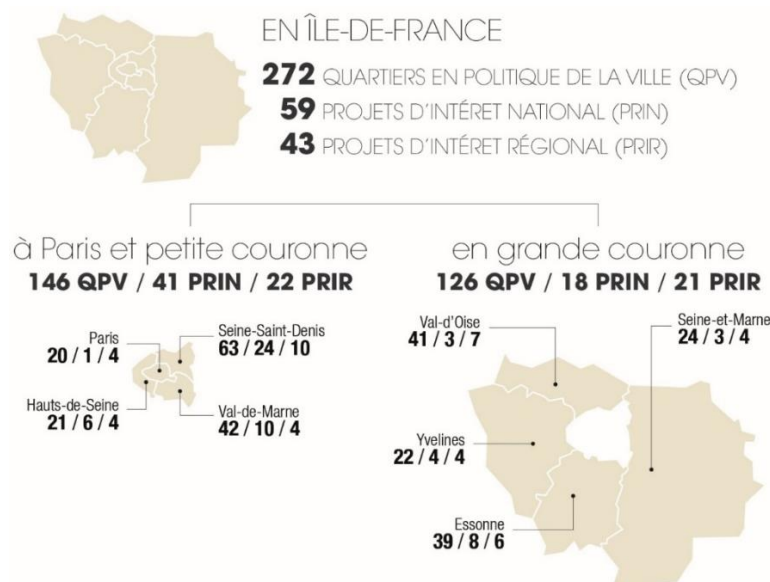 EN ÎLE-DE-FRANCE
272 QUARTIERS EN POLITIQUE DE LA VILLE (QPV)
59 PROJETS D'INTÉRET NATIONAL (PRIN)
43 PROJETS D'INTÉRET RÉGIONAL (PRIR)
à Paris et petite couronne
146 QPV / 41 PRIN / 22 PRIR
Paris
20 / 1 / 4
Seine-Saint-Denis
63 / 24 / 10
Hauts-de-Seine
21 / 6 / 4
Val-de-Marne
42 / 10 / 4
en grande couronne
126 QPV / 18 PRIN / 21 PRIR
Val-d'Oise
41 / 3 / 7
Seine-et-Marne
24 / 3 / 4
Yvelines
22 / 4 / 4
Essonne
39 / 8 / 6